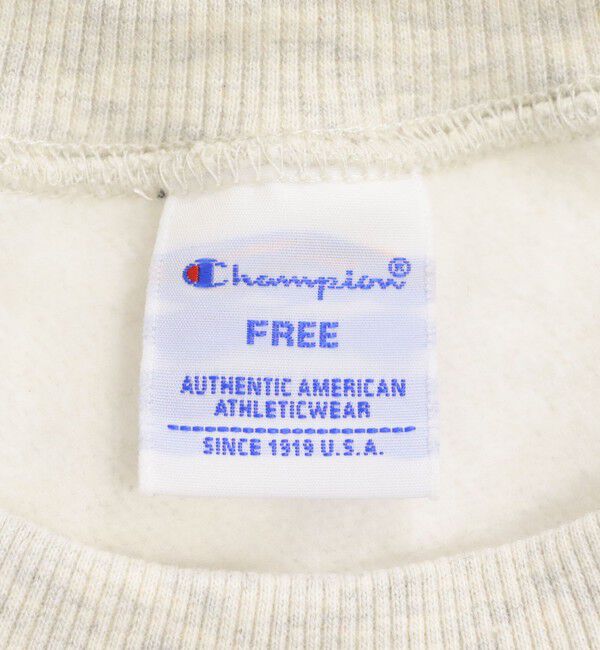 Champion®
FREE
AUTHENTIC AMERICAN
ATHLETICWEAR
SINCE 1919 U.S.A.